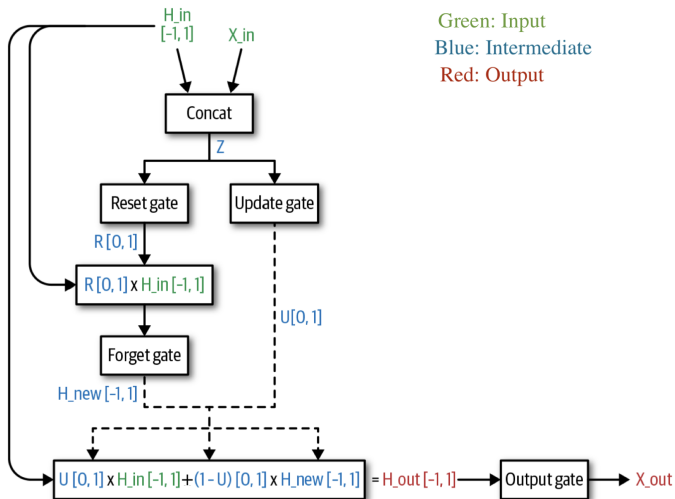 H_in
[-1, 1]
X_in
Green: Input
Blue: Intermediate
Red: Output
Concat
Z
Reset gate
Update gate
R [0, 1]
R [0, 1] x H_in [-1, 1]
U[0, 1]
Forget gate
H_new [-1, 1]
U [0, 1] x H_in [-1, 1]+(1 - U) [0, 1] x H_new [-1, 1] = H_out [-1, 1]
Output gate
X_out